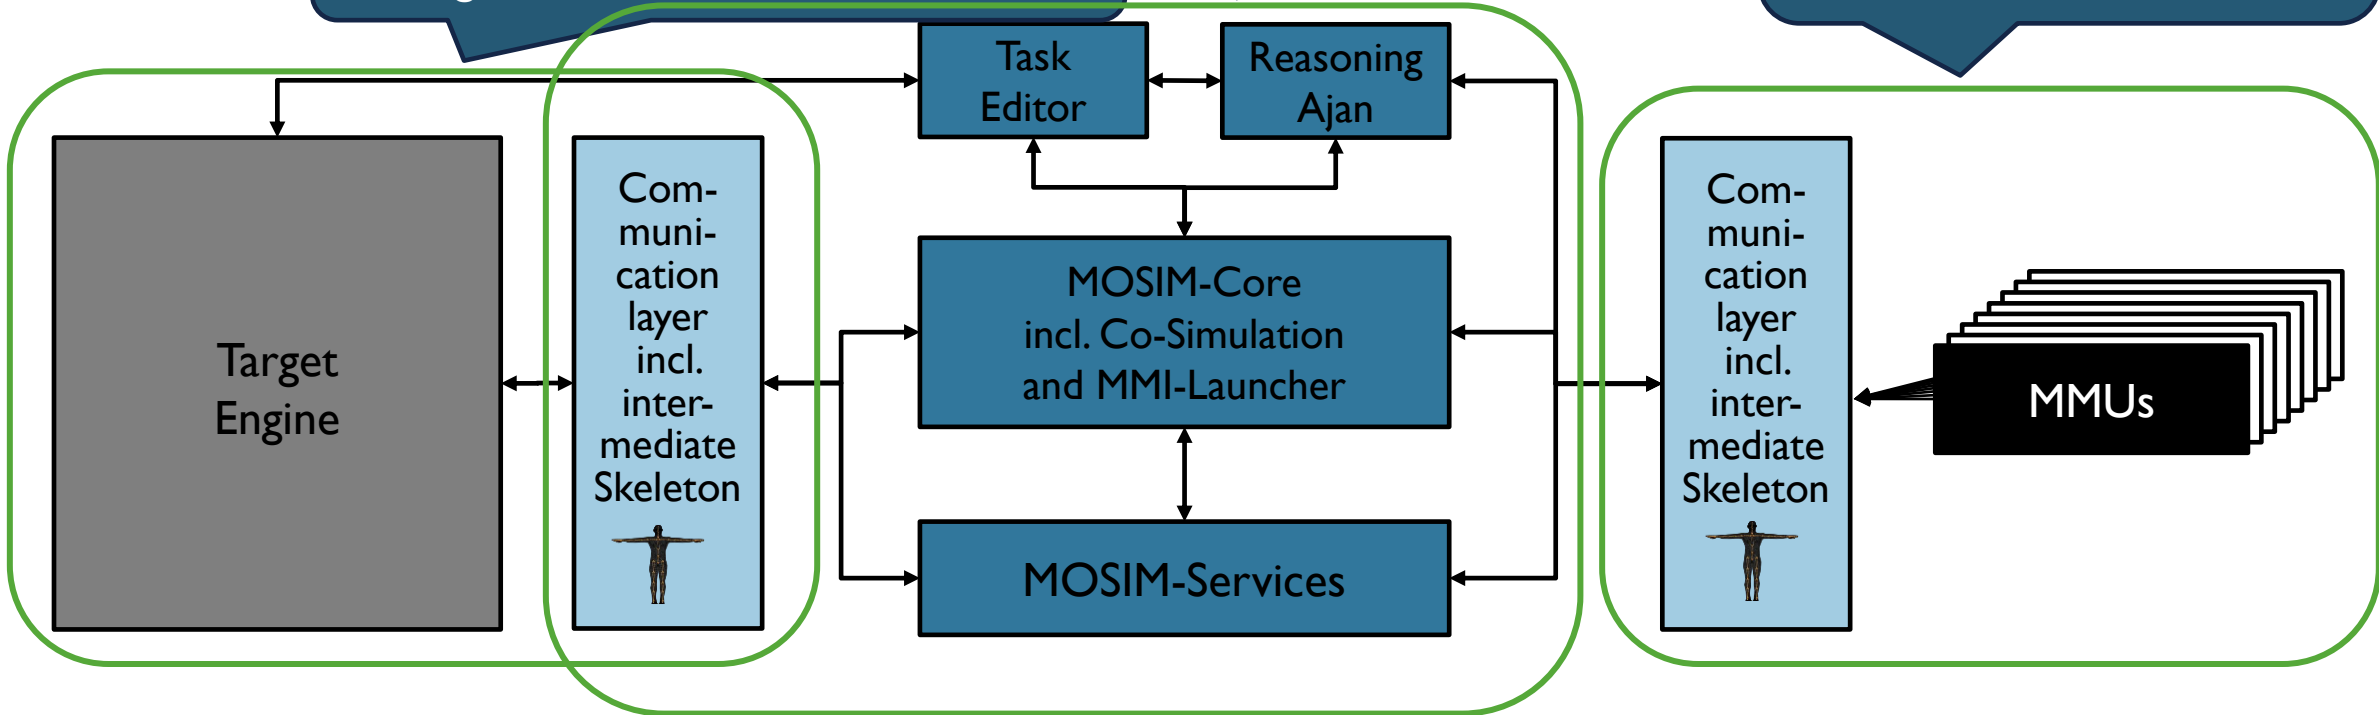 Task
Editor
Reasoning
Ajan
Target
Engine
Com-
muni-
cation
layer
incl.
inter-
mediate
Skeleton
MOSIM-Core
incl. Co-Simulation
and MMI-Launcher
MOSIM-Services
Com-
muni-
cation
layer
incl.
inter-
mediate
Skeleton
MMUs